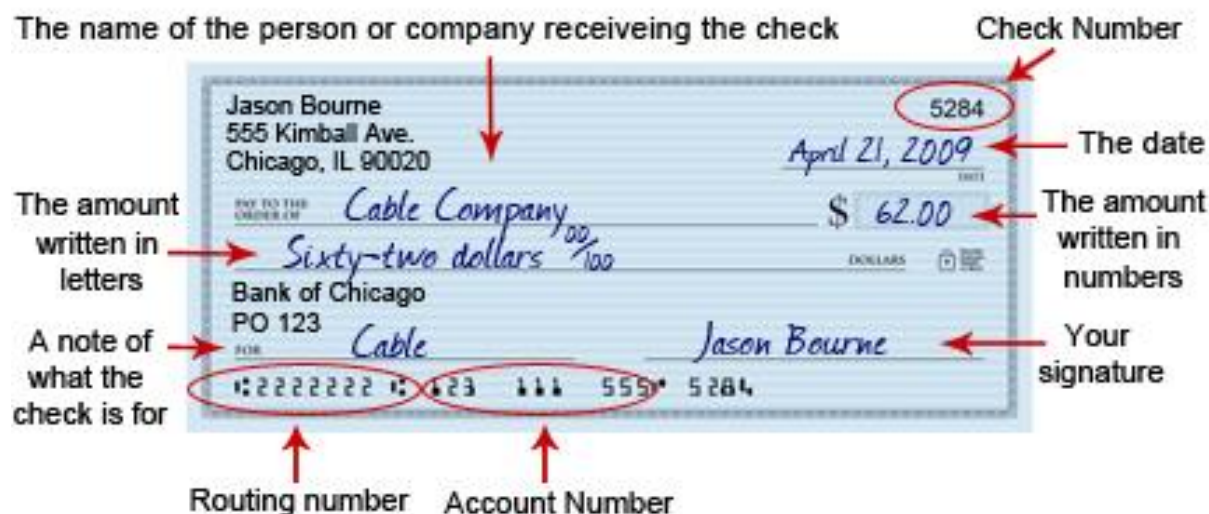 The name of the person or company receiveing the check
Check Number
Jason Bourne
5284
555 Kimball Ave.
Chicago, IL 90020
April 21, 2009
The date
DATE
The amount written in letters
PAY TO THE ORDER OF
Cable Company
$ 62.00
The amount written in numbers
Sixty-two dollars 00/100
DOLLARS
Bank of Chicago
PO 123
A note of what the check is for
FOR
Cable
Jason Bourne
Your signature
2222222 123 111 555 5284
Routing number
Account Number